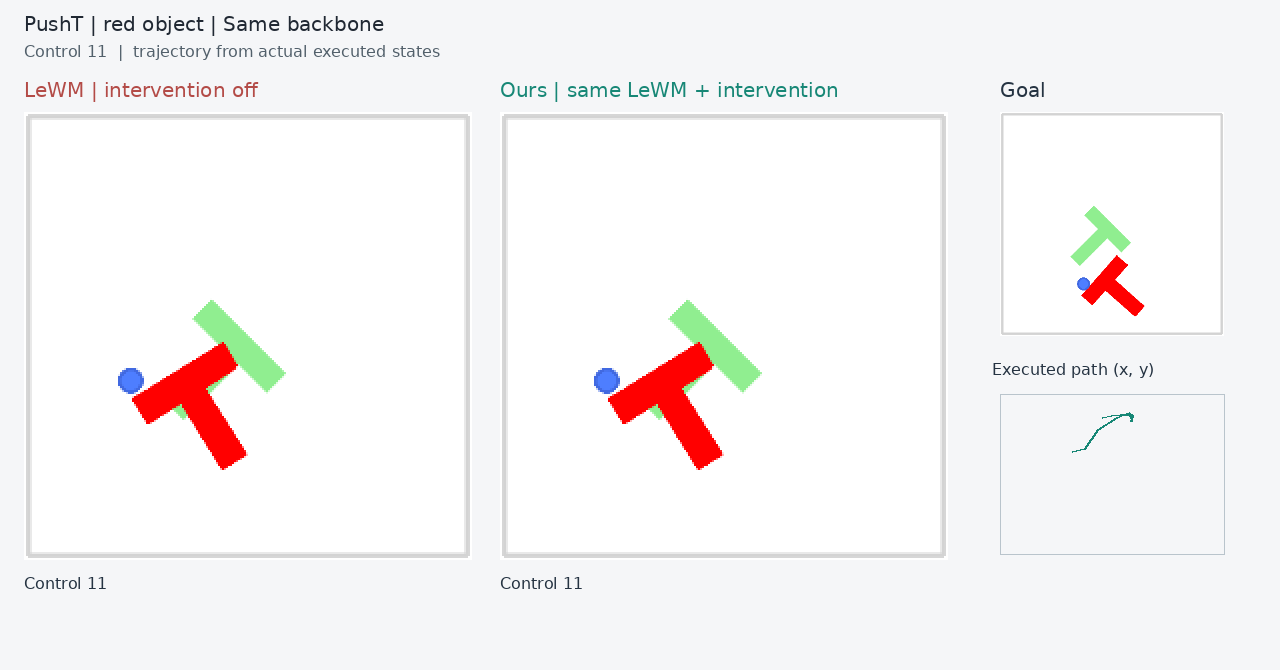 PushT | red object | Same backbone
Control 11 | trajectory from actual executed states
LeWM | intervention off
Ours | same LeWM + intervention
Goal
Executed path (x, y)
Control 11
Control 11